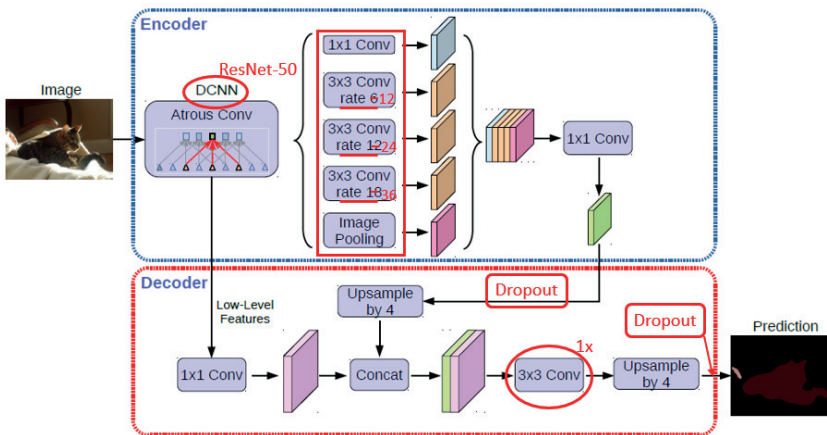 Encoder
ResNet-50
Image
DCNN
Atrous Conv
1x1 Conv
3x3 Conv
rate 6 12
3x3 Conv
rate 12 24
3x3 Conv
rate 18 36
Image
Pooling
1x1 Conv
Decoder
Low-Level
Features
Upsample
by 4
Dropout
Dropout
Prediction
1x1 Conv
Concat
1x
3x3 Conv
Upsample
by 4